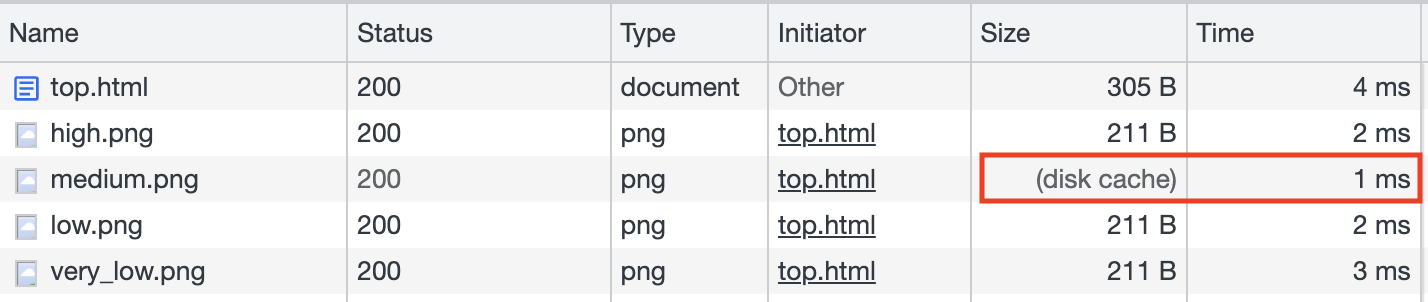 Name Status Type Initiator Size Time
top.html 200 document Other 305 B 4 ms
high.png 200 png top.html 211 B 2 ms
medium.png 200 png top.html (disk cache) 1 ms
low.png 200 png top.html 211 B 2 ms
very_low.png 200 png top.html 211 B 3 ms